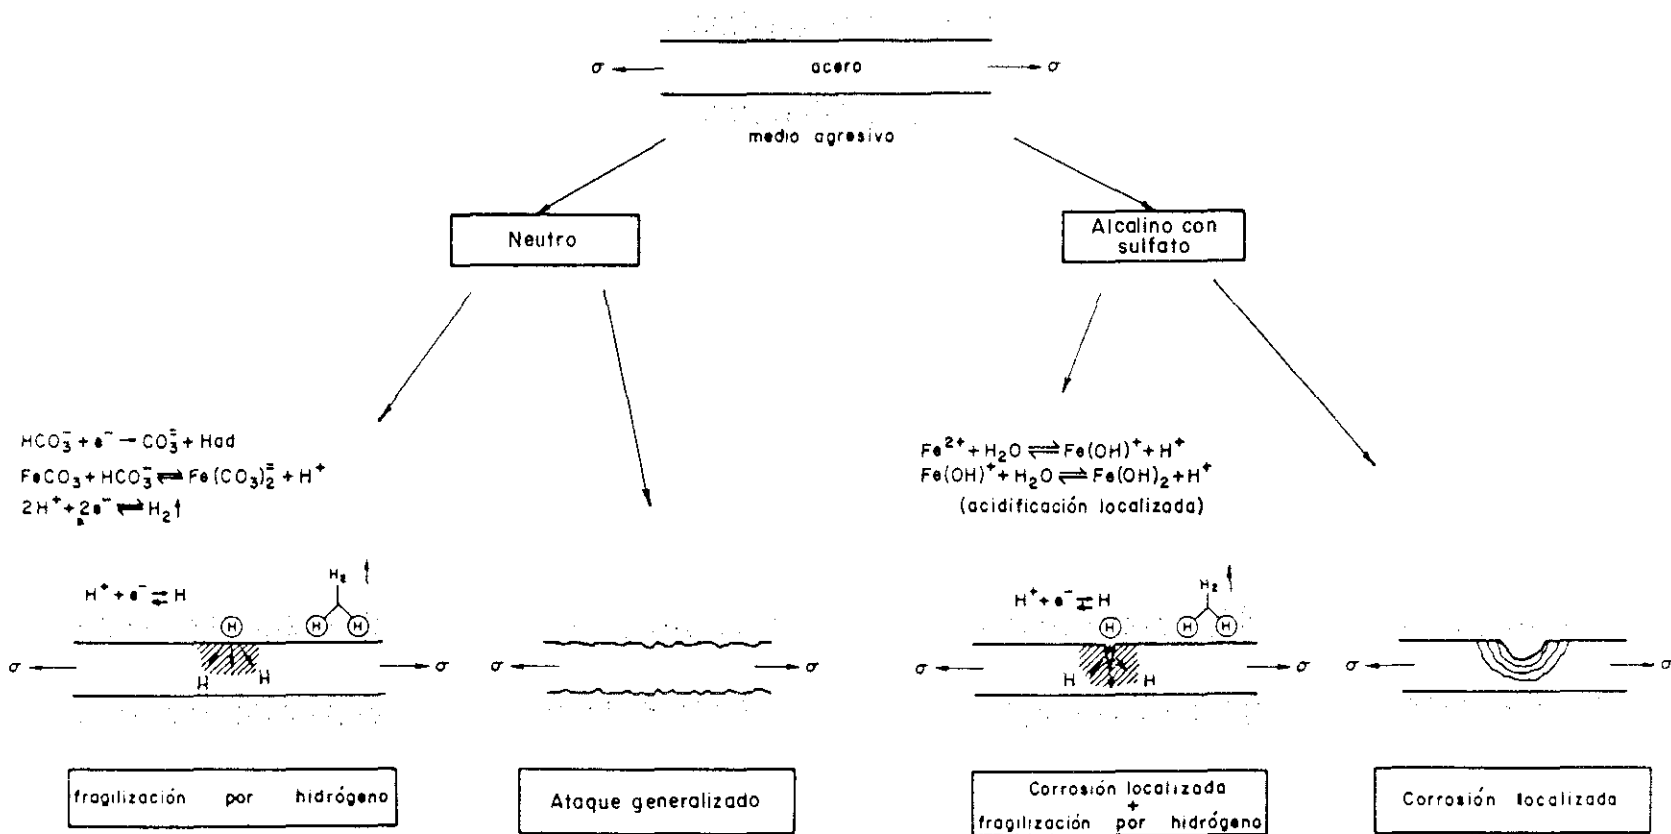 σ acero σ
medio agresivo
Neutro
Alcalino con
sulfato
HCO₃⁻ + e⁻ → CO₃⁼ + Had
FeCO₃ + HCO₃⁻ ⇌ Fe(CO₃)₂⁼ + H⁺
2H⁺ + 2e⁻ ⇌ H₂↑
Fe²⁺ + H₂O ⇌ Fe(OH)⁺ + H⁺
Fe(OH)⁺ + H₂O ⇌ Fe(OH)₂ + H⁺
(acidificación localizada)
H⁺ + e⁻ ⇌ H
H₂
H H H
σ σ
H H
σ σ
H⁺ + e⁻ ⇌ H
H₂
H H H
σ σ
H H
σ σ
fragilización por hidrógeno
Ataque generalizado
Corrosión localizada
+
fragilización por hidrógeno
Corrosión localizada